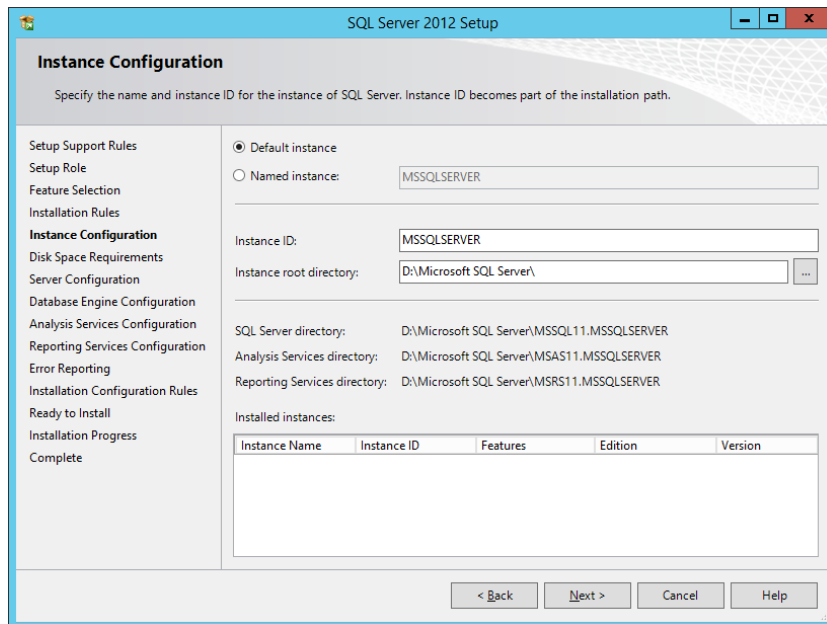 SQL Server 2012 Setup
Instance Configuration
Specify the name and instance ID for the instance of SQL Server. Instance ID becomes part of the installation path.
Setup Support Rules
Setup Role
Feature Selection
Installation Rules
Instance Configuration
Disk Space Requirements
Server Configuration
Database Engine Configuration
Analysis Services Configuration
Reporting Services Configuration
Error Reporting
Installation Configuration Rules
Ready to Install
Installation Progress
Complete
Default instance
Named instance: MSSQLSERVER
Instance ID: MSSQLSERVER
Instance root directory: D:\Microsoft SQL Server\ ...
SQL Server directory: D:\Microsoft SQL Server\MSSQL11.MSSQLSERVER
Analysis Services directory: D:\Microsoft SQL Server\MSAS11.MSSQLSERVER
Reporting Services directory: D:\Microsoft SQL Server\MSRS11.MSSQLSERVER
Installed instances:
Instance Name Instance ID Features Edition Version
< Back Next > Cancel Help